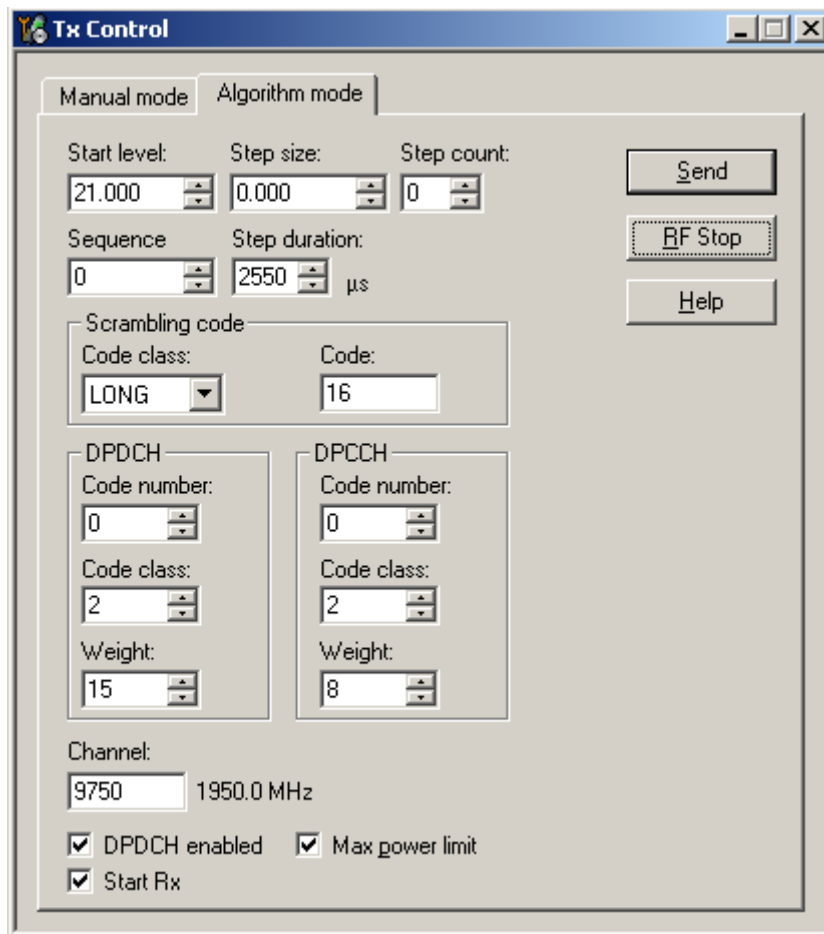 Tx Control
Manual mode Algorithm mode
Start level: Step size: Step count:
21.000 0.000 0
Send
Sequence Step duration:
0 2550 µs
RF Stop
Help
Scrambling code
Code class: Code:
LONG 16
DPDCH DPCCH
Code number: Code number:
0 0
Code class: Code class:
2 2
Weight: Weight:
15 8
Channel:
9750 1950.0 MHz
DPDCH enabled Max power limit
Start Rx